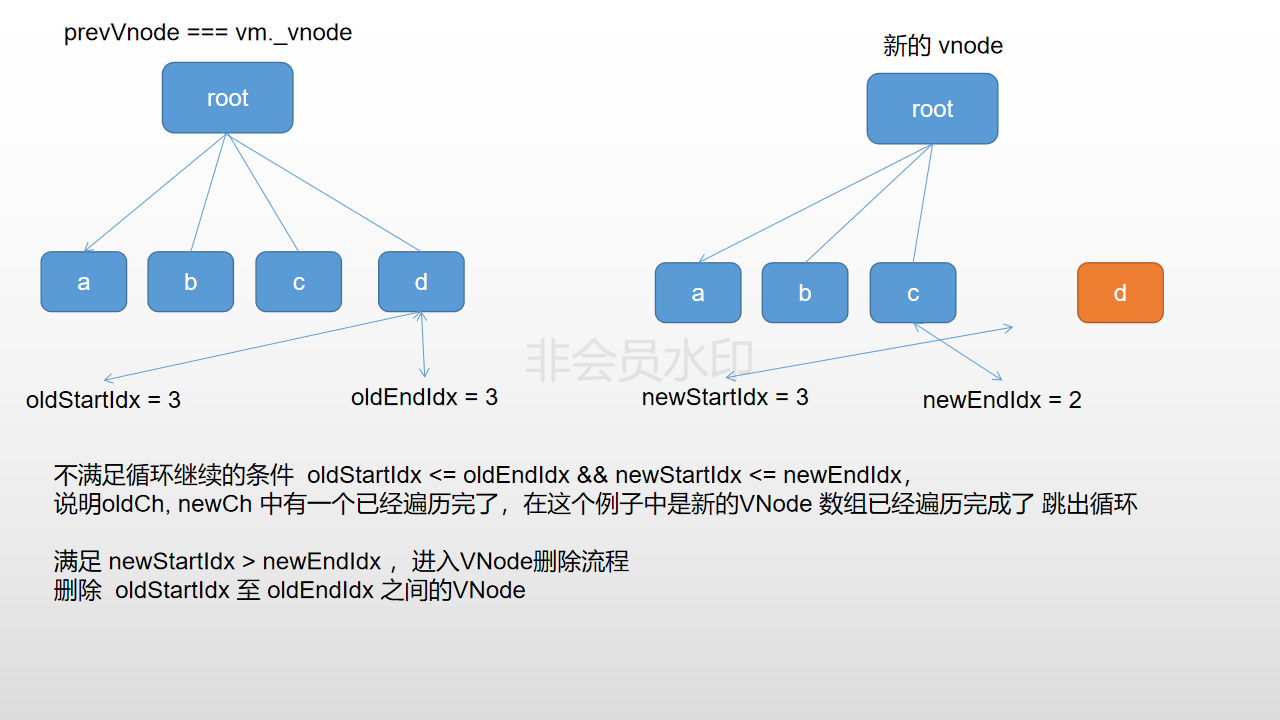 prevVnode === vm._vnode
新的 vnode
root
root
a
b
c
d
a
b
c
d
非会员水印
oldStartIdx = 3
oldEndIdx = 3
newStartIdx = 3
newEndIdx = 2
不满足循环继续的条件 oldStartIdx <= oldEndIdx && newStartIdx <= newEndIdx，
说明oldCh, newCh 中有一个已经遍历完了，在这个例子中是新的VNode 数组已经遍历完成了 跳出循环
满足 newStartIdx > newEndIdx ，进入VNode删除流程
删除 oldStartIdx 至 oldEndIdx 之间的VNode